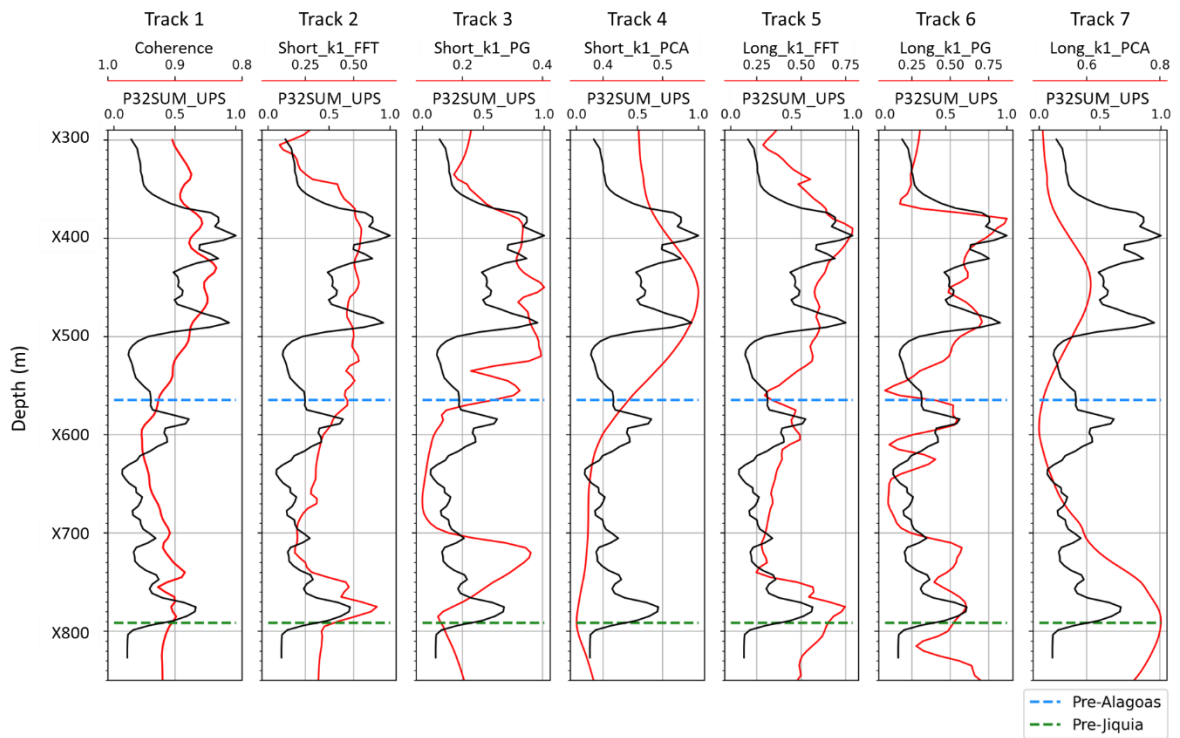 Track 1 Track 2 Track 3 Track 4 Track 5 Track 6 Track 7
Coherence Short_k1_FFT Short_k1_PG Short_k1_PCA Long_k1_FFT Long_k1_PG Long_k1_PCA
1.0 0.9 0.8 0.25 0.50 0.2 0.4 0.4 0.5 0.25 0.50 0.75 0.25 0.50 0.75 0.6 0.8
P32SUM_UPS P32SUM_UPS P32SUM_UPS P32SUM_UPS P32SUM_UPS P32SUM_UPS P32SUM_UPS
0.0 0.5 1.0 0.0 0.5 1.0 0.0 0.5 1.0 0.0 0.5 1.0 0.0 0.5 1.0 0.0 0.5 1.0 0.0 0.5 1.0
X300
X400
X500
Depth (m)
X600
X700
X800
Pre-Alagoas
Pre-Jiquia